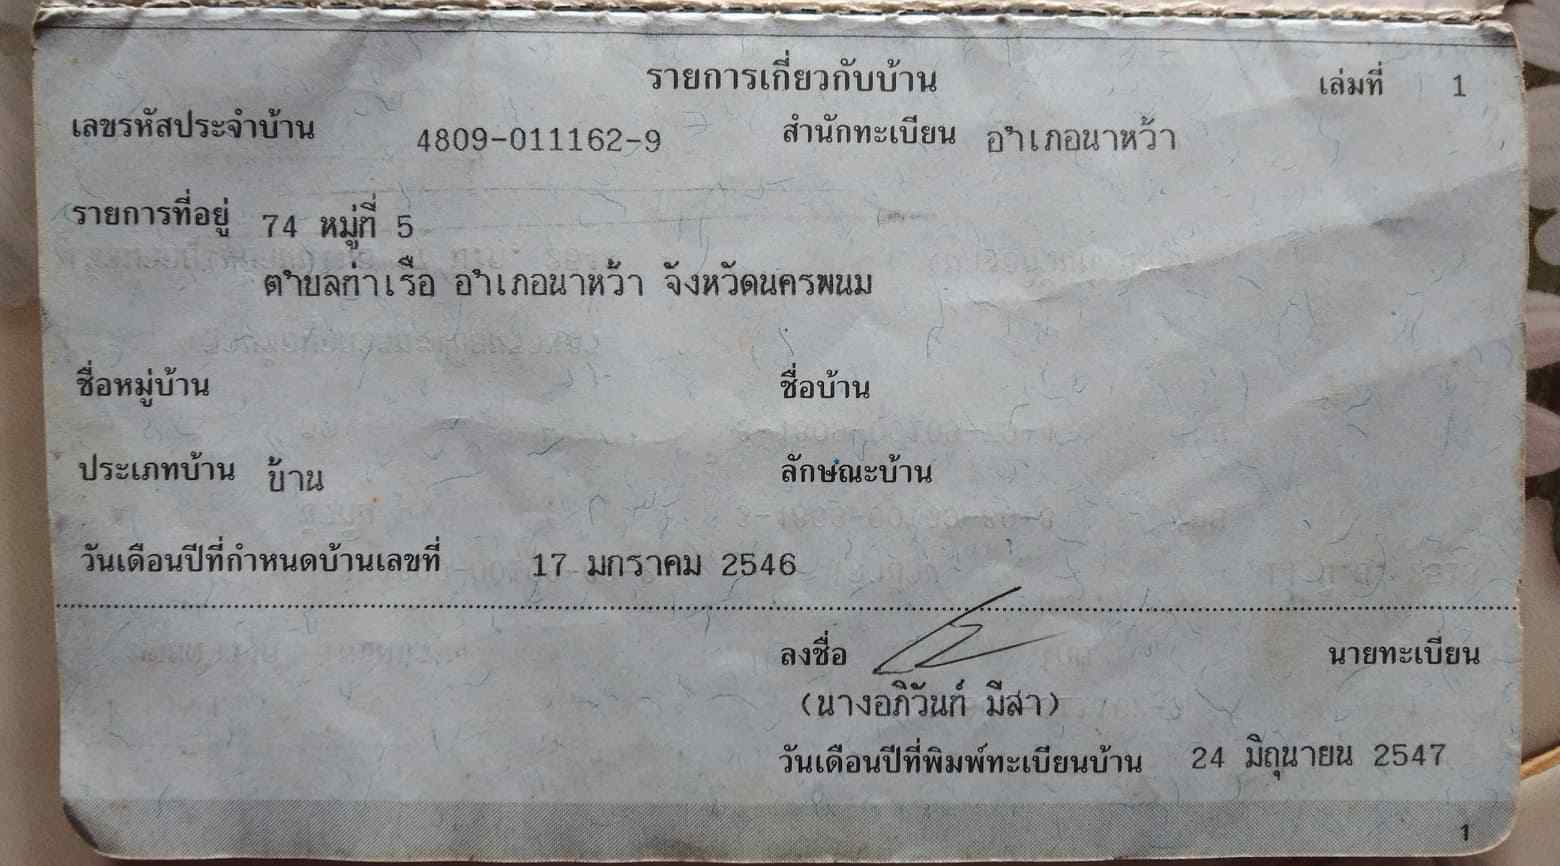 รายการเกี่ยวกับบ้าน เล่มที่ 1
เลขรหัสประจำบ้าน 4809-011162-9 สำนักทะเบียน อำเภอนาหว้า
รายการที่อยู่ 74 หมู่ที่ 5
ตำบลท่าเรือ อำเภอนาหว้า จังหวัดนครพนม
ชื่อหมู่บ้าน ชื่อบ้าน
ประเภทบ้าน บ้าน ลักษณะบ้าน
วันเดือนปีที่กำหนดบ้านเลขที่ 17 มกราคม 2546
ลงชื่อ นายทะเบียน
(นางอภิวันท์ มีสา)
วันเดือนปีที่พิมพ์ทะเบียนบ้าน 24 มิถุนายน 2547
1